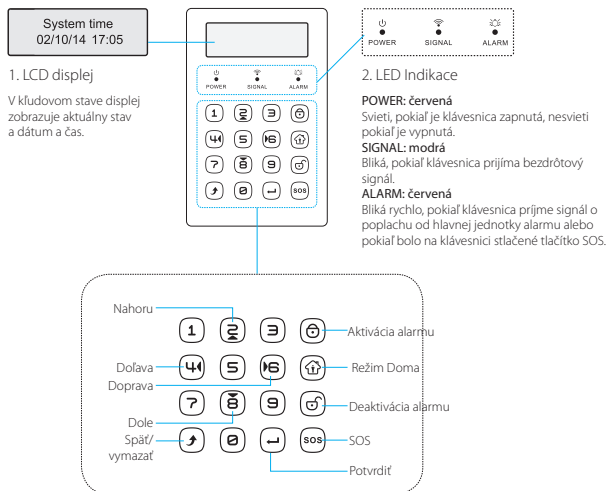 System time
02/10/14 17:05
1. LCD displej
V kľudovom stave displej
zobrazuje aktuálny stav
a dátum a čas.
POWER SIGNAL ALARM
1 2 3
4 5 6
7 8 9
0 SOS
POWER SIGNAL ALARM
2. LED Indikace
POWER: červená
Svieti, pokiaľ je klávesnica zapnutá, nesvieti
pokiaľ je vypnutá.
SIGNAL: modrá
Bliká, pokiaľ klávesnica prijíma bezdrôtový
signál.
ALARM: červená
Bliká rychlo, pokiaľ klávesnica príjme signál o
poplachu od hlavnej jednotky alarmu alebo
pokiaľ bolo na klávesnici stlačené tlačítko SOS.
Nahoru
1 2 3
Aktivácia alarmu
Doľava
4 5 6
Režim Doma
Doprava
7 8 9
Deaktivácia alarmu
Dole
Späť/
vymazať
0 SOS
SOS
Potvrdiť